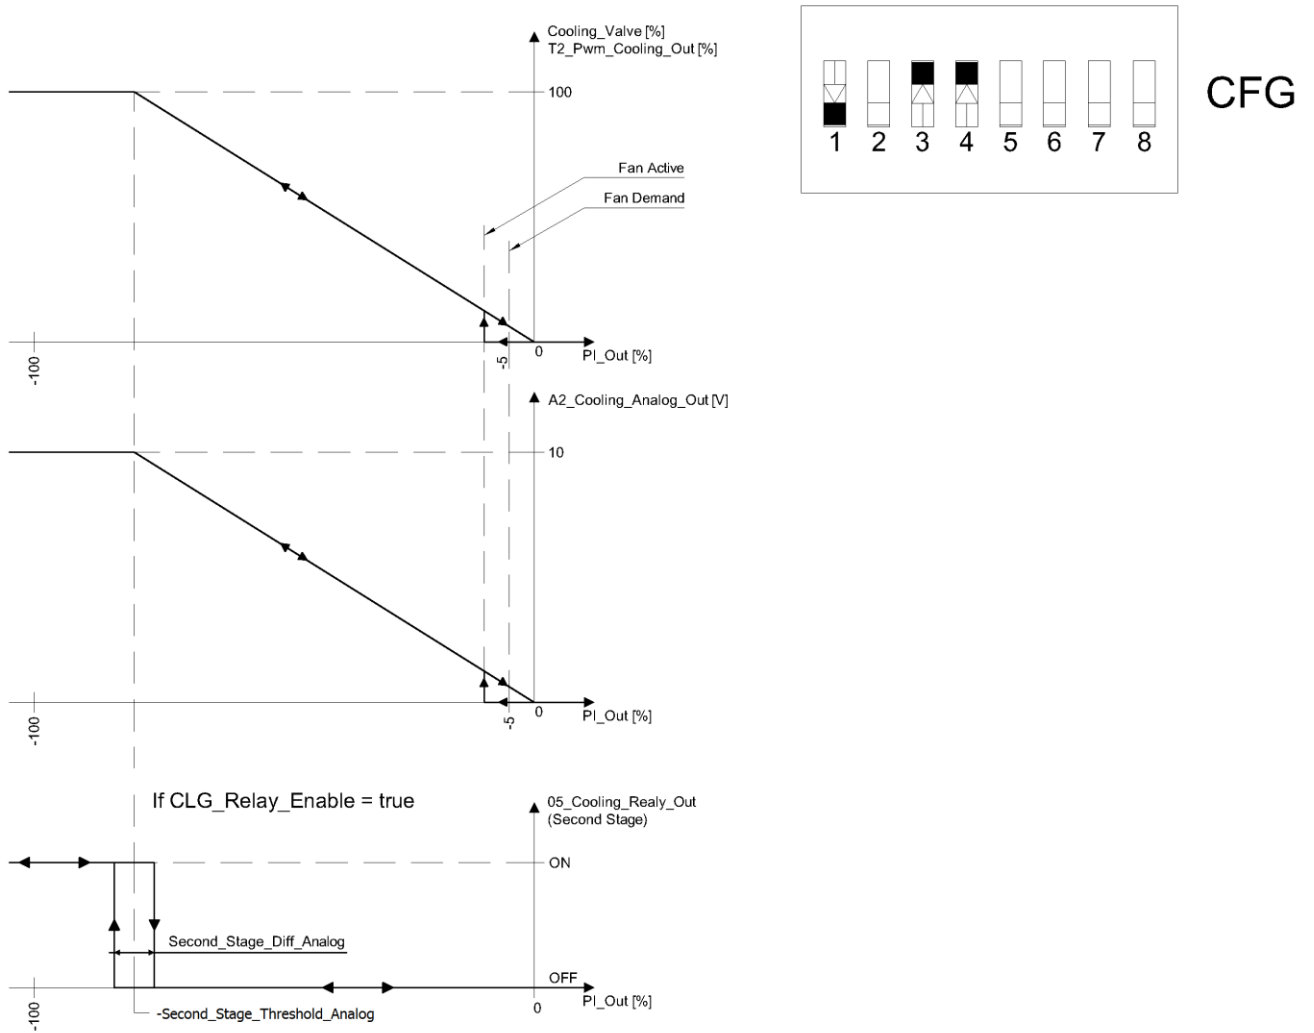 Cooling_Valve [%]
T2_Pwm_Cooling_Out [%]
100
Fan Active
Fan Demand
-100
-5
0
PI_Out [%]
1 2 3 4 5 6 7 8
CFG
A2_Cooling_Analog_Out [V]
10
-100
-5
0
PI_Out [%]
If CLG_Relay_Enable = true
05_Cooling_Realy_Out
(Second Stage)
ON
Second_Stage_Diff_Analog
OFF
-100
-Second_Stage_Threshold_Analog
0
PI_Out [%]